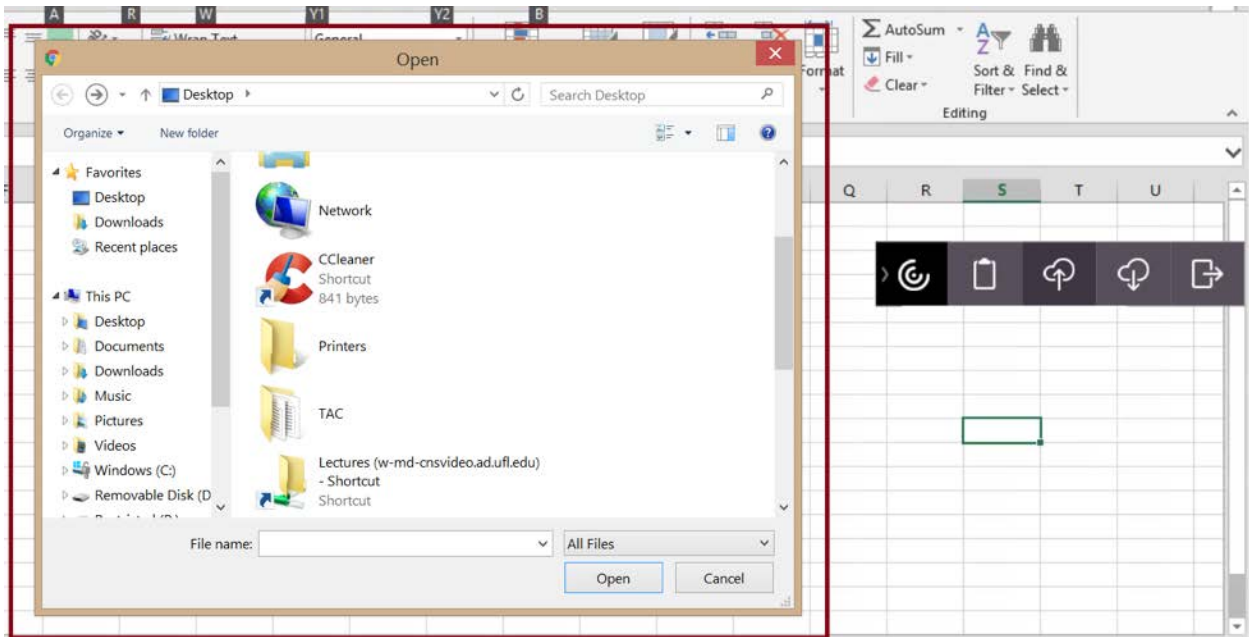 A R W Y1 Y2 B
Wrap Text General
Format
AutoSum
Fill
Clear
Sort & Filter
Find & Select
Editing
Open
Desktop
Search Desktop
Organize
New folder
Favorites
Desktop
Downloads
Recent places
This PC
Desktop
Documents
Downloads
Music
Pictures
Videos
Windows (C:)
Removable Disk (D
Network
CCleaner
Shortcut
841 bytes
Printers
TAC
Lectures (w-md-cnsvideo.ad.ufl.edu)
- Shortcut
Shortcut
File name:
All Files
Open
Cancel
Q R S T U